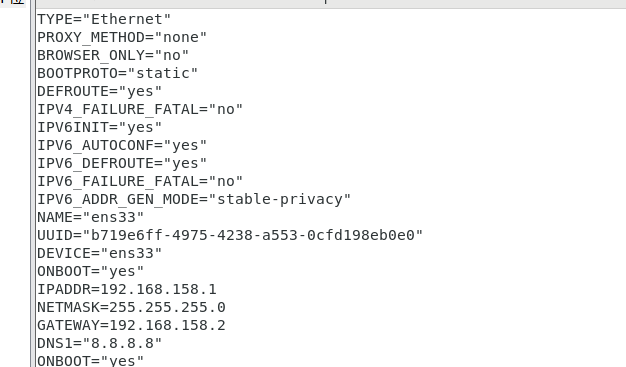 TYPE="Ethernet"
PROXY_METHOD="none"
BROWSER_ONLY="no"
BOOTPROTO="static"
DEFROUTE="yes"
IPV4_FAILURE_FATAL="no"
IPV6INIT="yes"
IPV6_AUTOCONF="yes"
IPV6_DEFROUTE="yes"
IPV6_FAILURE_FATAL="no"
IPV6_ADDR_GEN_MODE="stable-privacy"
NAME="ens33"
UUID="b719e6ff-4975-4238-a553-0cfd198eb0e0"
DEVICE="ens33"
ONBOOT="yes"
IPADDR=192.168.158.1
NETMASK=255.255.255.0
GATEWAY=192.168.158.2
DNS1="8.8.8.8"
ONBOOT="yes"